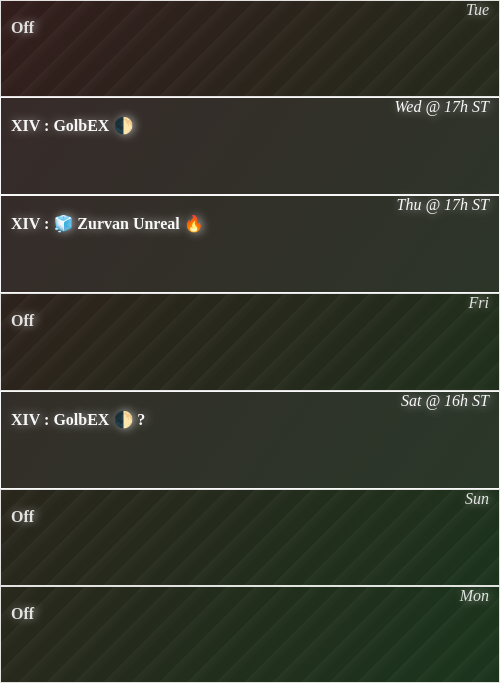 Tue
Off
Wed @ 17h ST
XIV : GolbEX 🌓
Thu @ 17h ST
XIV : 🧊 Zurvan Unreal 🔥
Fri
Off
Sat @ 16h ST
XIV : GolbEX 🌓 ?
Sun
Off
Mon
Off